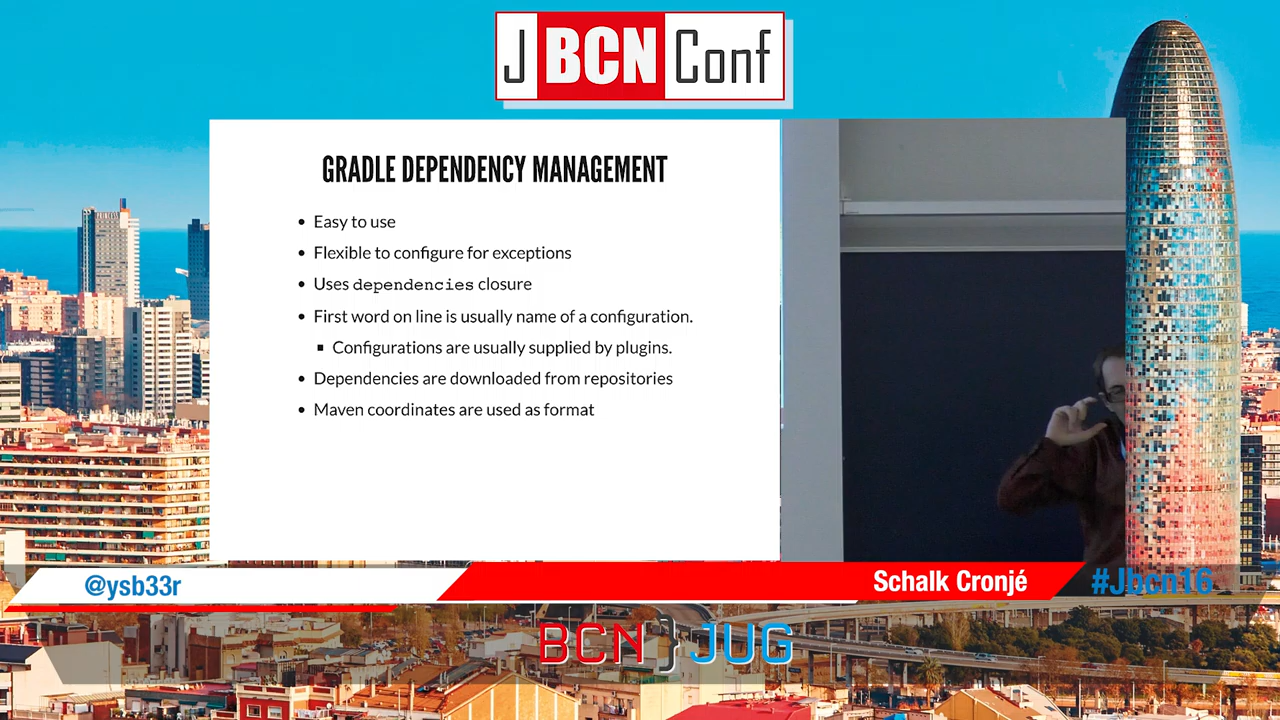 J BCN Conf
GRADLE DEPENDENCY MANAGEMENT
• Easy to use
• Flexible to configure for exceptions
• Uses dependencies closure
• First word on line is usually name of a configuration.
▪ Configurations are usually supplied by plugins.
• Dependencies are downloaded from repositories
• Maven coordinates are used as format
@ysb33r
Schalk Cronjé
#Jbcn16
BCN JUG